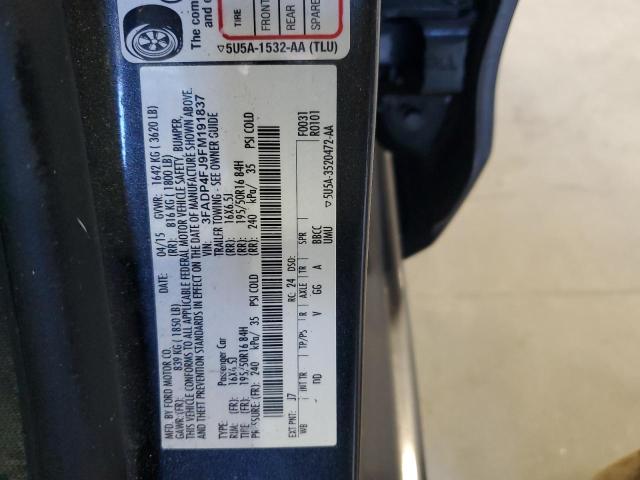 The com
TIRE
FRONT
REAR
SPARE
▽5U5A-1532-AA (TLU)
MFD. BY FORD MOTOR CO.
DATE: 04/15 GVWR: 1642 KG ( 3620 LB)
GAWR: (FR): 839 KG ( 1850 LB) (RR): 816 KG ( 1800 LB)
THIS VEHICLE CONFORMS TO ALL APPLICABLE FEDERAL MOTOR VEHICLE SAFETY, BUMPER,
AND THEFT PREVENTION STANDARDS IN EFFECT ON THE DATE OF MANUFACTURE SHOWN ABOVE.
VIN: 3FADP4FJ9FM191837
TYPE: Passenger Car TRAILER TOWING - SEE OWNER GUIDE
RIM: (FR): 16X6.5J (RR): 16X6.5J
TIRE (FR): 195/50R16 84H (RR): 195/50R16 84H
PRESSURE: (FR): 240 kPa/ 35 PSI COLD (RR): 240 kPa/ 35 PSI COLD
EXT PNT: J7 RC: 24 DSO: F0031
R0101
WB INT TR TP/PS R AXLE TR SPR
ND V GG A BBCC
UMU
▽5U5A-3520472-AA